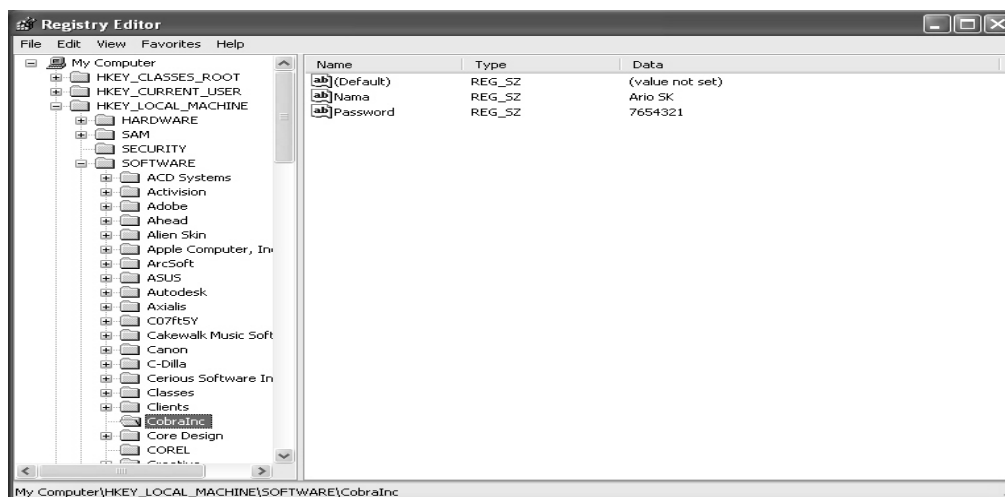 Registry Editor
File Edit View Favorites Help
My Computer
HKEY_CLASSES_ROOT
HKEY_CURRENT_USER
HKEY_LOCAL_MACHINE
HARDWARE
SAM
SECURITY
SOFTWARE
ACD Systems
Activision
Adobe
Ahead
Alien Skin
Apple Computer, In
ArcSoft
ASUS
Autodesk
Axialis
C07ft5Y
Cakewalk Music Soft
Canon
C-Dilla
Cerious Software In
Classes
Clients
CobraInc
Core Design
COREL
Name Type Data
ab (Default) REG_SZ (value not set)
ab Nama REG_SZ Ario SK
ab Password REG_SZ 7654321
My Computer\HKEY_LOCAL_MACHINE\SOFTWARE\CobraInc